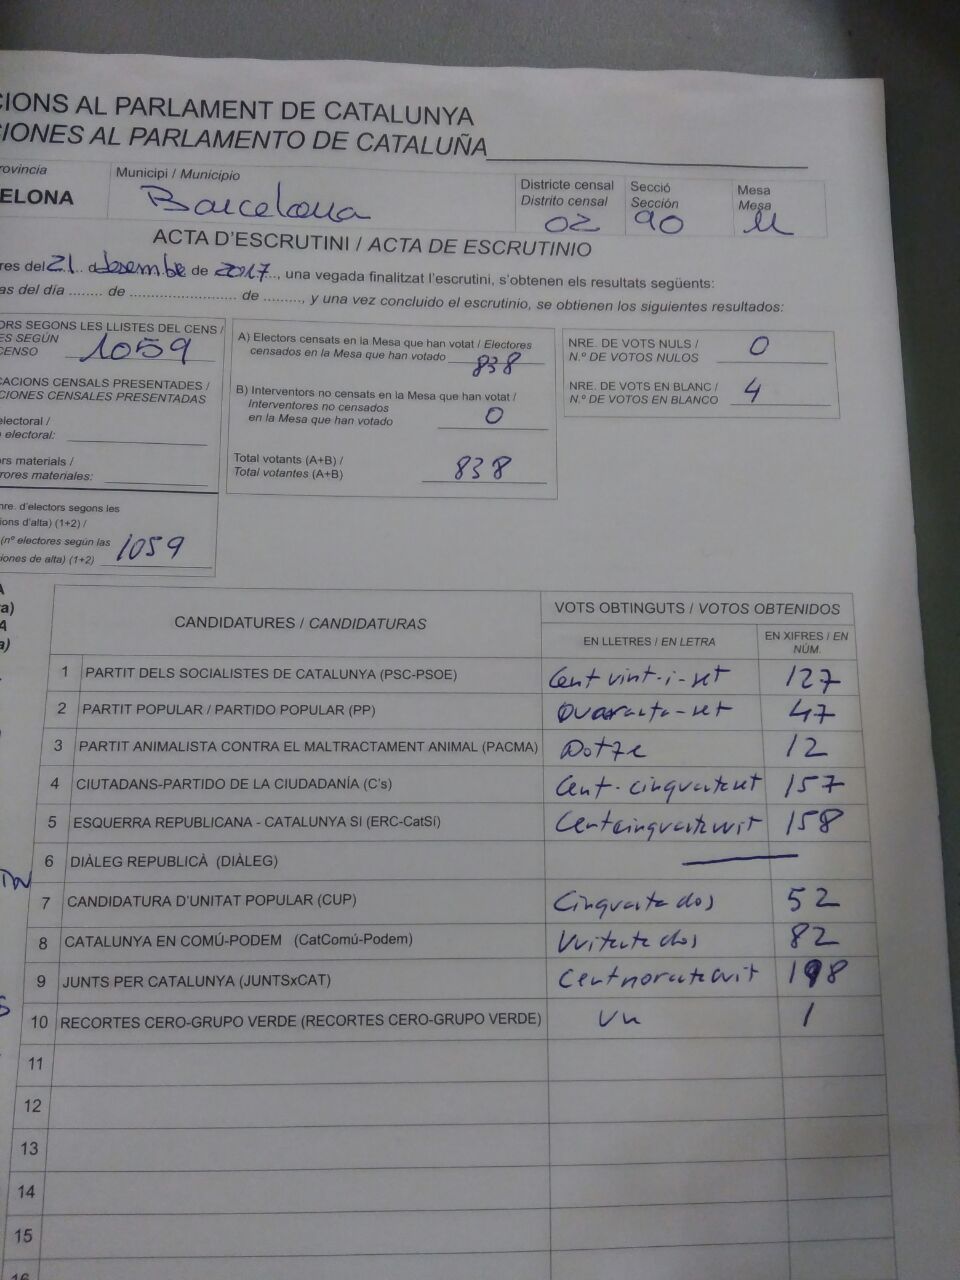 CIONS AL PARLAMENT DE CATALUNYA
CIONES AL PARLAMENTO DE CATALUÑA
rovincia Municipi / Municipio Districte censal Secció Mesa
ELONA Barcelona Distrito censal Sección Mesa
02 90 U
ACTA D'ESCRUTINI / ACTA DE ESCRUTINIO
res del 21 desembe de 2017, una vegada finalitzat l'escrutini, s'obtenen els resultats següents:
as del día ........ de .......................... de ........., y una vez concluido el escrutinio, se obtienen los siguientes resultados:
ORS SEGONS LES LLISTES DEL CENS /
ES SEGÚN
CENSO 1059
CACIONS CENSALS PRESENTADES /
CIONES CENSALES PRESENTADAS
electoral /
electoral:
rs materials /
rrores materiales:
nre. d'electors segons les
ions d'alta) (1+2) /
(nº electores según las
iones de alta) (1+2) 1059
A) Electors censats en la Mesa que han votat / Electores
censados en la Mesa que han votado 838
B) Interventors no censats en la Mesa que han votat /
Interventores no censados
en la Mesa que han votado 0
Total votants (A+B) /
Total votantes (A+B) 838
NRE. DE VOTS NULS /
N.º DE VOTOS NULOS 0
NRE. DE VOTS EN BLANC /
N.º DE VOTOS EN BLANCO 4
A
ra)
A
a)
CANDIDATURES / CANDIDATURAS VOTS OBTINGUTS / VOTOS OBTENIDOS
EN LLETRES / EN LETRA EN XIFRES / EN NÚM.
1 PARTIT DELS SOCIALISTES DE CATALUNYA (PSC-PSOE) Cent vint-i-set 127
2 PARTIT POPULAR / PARTIDO POPULAR (PP) Quaranta-set 47
3 PARTIT ANIMALISTA CONTRA EL MALTRACTAMENT ANIMAL (PACMA) Dotze 12
4 CIUTADANS-PARTIDO DE LA CIUDADANÍA (C's) Cent-cinquantaset 157
5 ESQUERRA REPUBLICANA - CATALUNYA SI (ERC-CatSí) Centcinquantavuit 158
6 DIÀLEG REPUBLICÀ (DIÀLEG)
7 CANDIDATURA D'UNITAT POPULAR (CUP) Cinquanta dos 52
8 CATALUNYA EN COMÚ-PODEM (CatComú-Podem) Vuitanta dos 82
9 JUNTS PER CATALUNYA (JUNTSxCAT) Centnorantavuit 198
10 RECORTES CERO-GRUPO VERDE (RECORTES CERO-GRUPO VERDE) Un 1
11
12
13
14
15
16